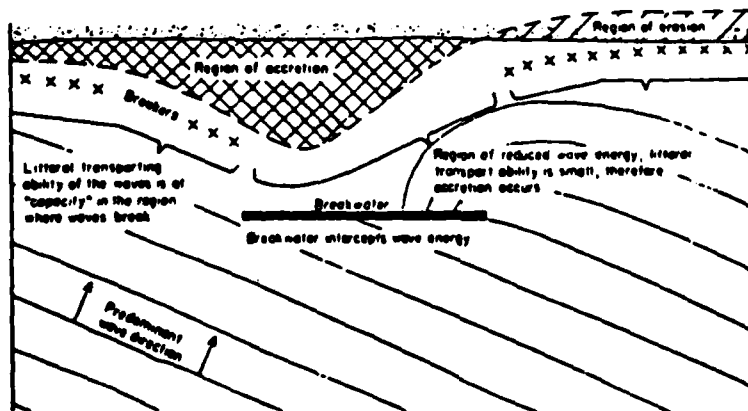 Region of erosion
Region of accretion
Breakers
Littoral transporting
ability of the waves is at
"capacity" in the region
where waves break
Region of reduced wave energy, littoral
transport ability is small, therefore
accretion occurs
Breakwater
Breakwater intercepts wave energy
Predominant
wave direction